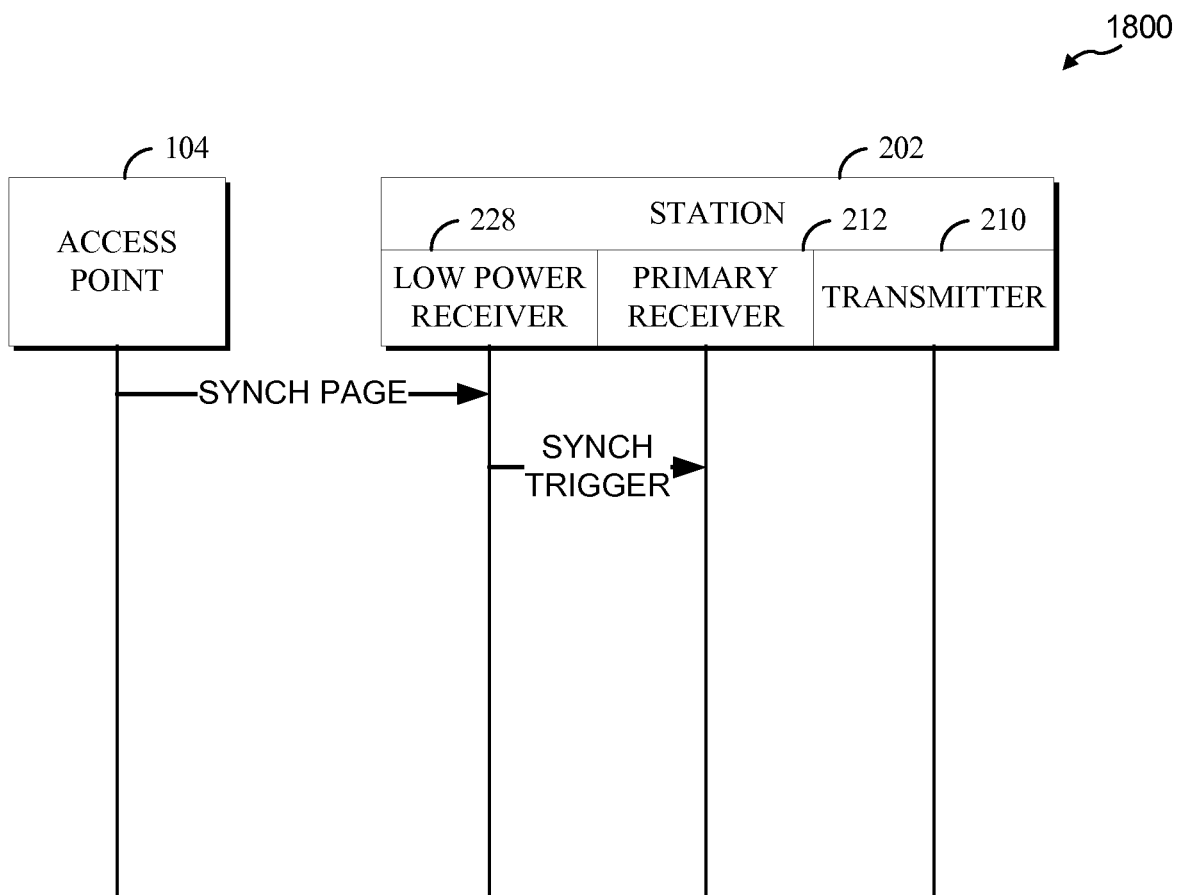 1800
104
202
ACCESS
POINT
STATION
228
212
210
LOW POWER
RECEIVER
PRIMARY
RECEIVER
TRANSMITTER
SYNCH PAGE
SYNCH
TRIGGER